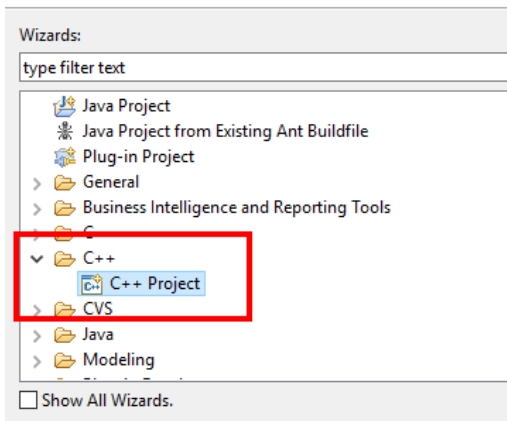 Wizards:
type filter text
Java Project
Java Project from Existing Ant Buildfile
Plug-in Project
General
Business Intelligence and Reporting Tools
C++
C++ Project
CVS
Java
Modeling
Show All Wizards.